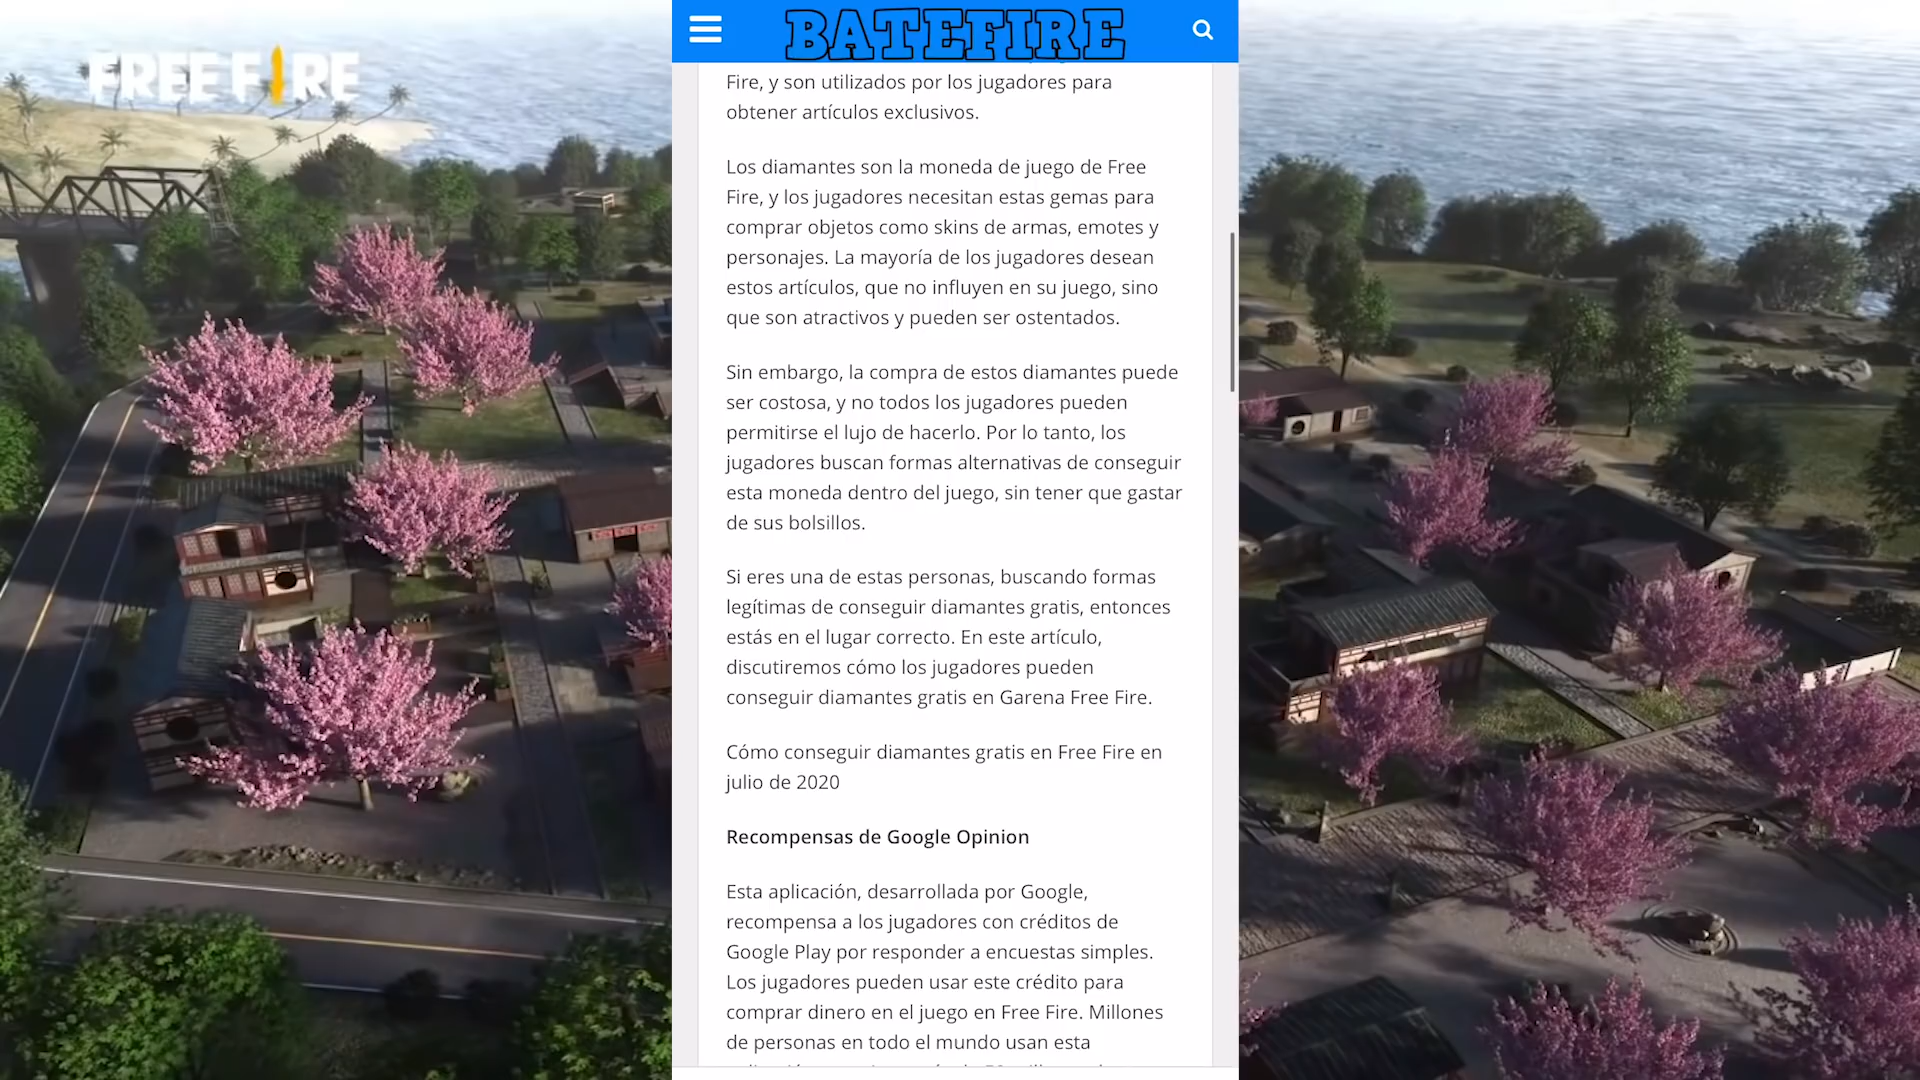 FREE FIRE
BATEFIRE
Fire, y son utilizados por los jugadores para
obtener artículos exclusivos.
Los diamantes son la moneda de juego de Free
Fire, y los jugadores necesitan estas gemas para
comprar objetos como skins de armas, emotes y
personajes. La mayoría de los jugadores desean
estos artículos, que no influyen en su juego, sino
que son atractivos y pueden ser ostentados.
Sin embargo, la compra de estos diamantes puede
ser costosa, y no todos los jugadores pueden
permitirse el lujo de hacerlo. Por lo tanto, los
jugadores buscan formas alternativas de conseguir
esta moneda dentro del juego, sin tener que gastar
de sus bolsillos.
Si eres una de estas personas, buscando formas
legítimas de conseguir diamantes gratis, entonces
estás en el lugar correcto. En este artículo,
discutiremos cómo los jugadores pueden
conseguir diamantes gratis en Garena Free Fire.
Cómo conseguir diamantes gratis en Free Fire en
julio de 2020
Recompensas de Google Opinion
Esta aplicación, desarrollada por Google,
recompensa a los jugadores con créditos de
Google Play por responder a encuestas simples.
Los jugadores pueden usar este crédito para
comprar dinero en el juego en Free Fire. Millones
de personas en todo el mundo usan esta